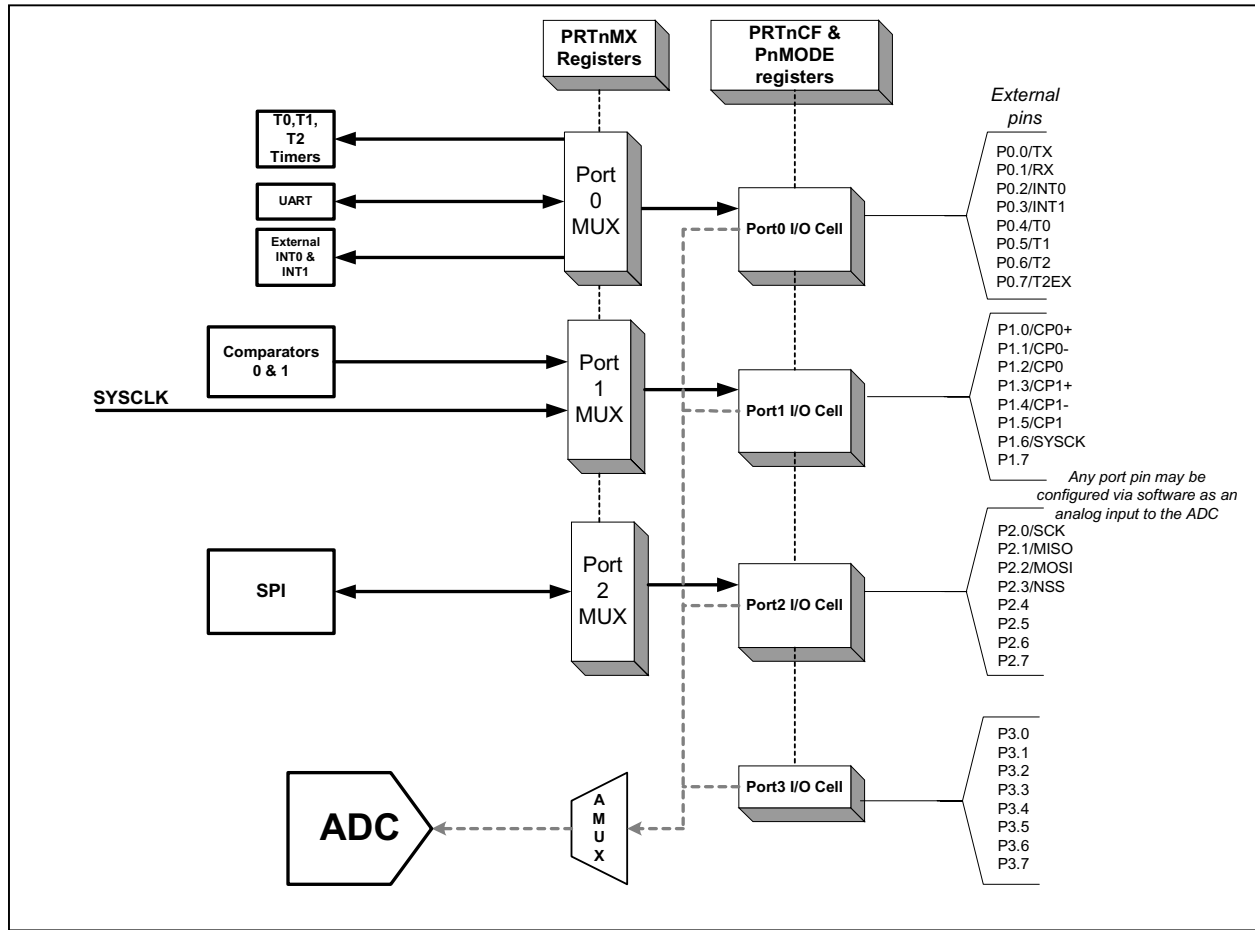 PRTnMX
Registers
PRTnCF &
PnMODE
registers
External
pins
T0,T1,
T2
Timers
UART
External
INT0 &
INT1
Port
0
MUX
Port0 I/O Cell
P0.0/TX
P0.1/RX
P0.2/INT0
P0.3/INT1
P0.4/T0
P0.5/T1
P0.6/T2
P0.7/T2EX
Comparators
0 & 1
SYSCLK
Port
1
MUX
Port1 I/O Cell
P1.0/CP0+
P1.1/CP0-
P1.2/CP0
P1.3/CP1+
P1.4/CP1-
P1.5/CP1
P1.6/SYSCK
P1.7
Any port pin may be
configured via software as an
analog input to the ADC
SPI
Port
2
MUX
Port2 I/O Cell
P2.0/SCK
P2.1/MISO
P2.2/MOSI
P2.3/NSS
P2.4
P2.5
P2.6
P2.7
ADC
A
M
U
X
Port3 I/O Cell
P3.0
P3.1
P3.2
P3.3
P3.4
P3.5
P3.6
P3.7